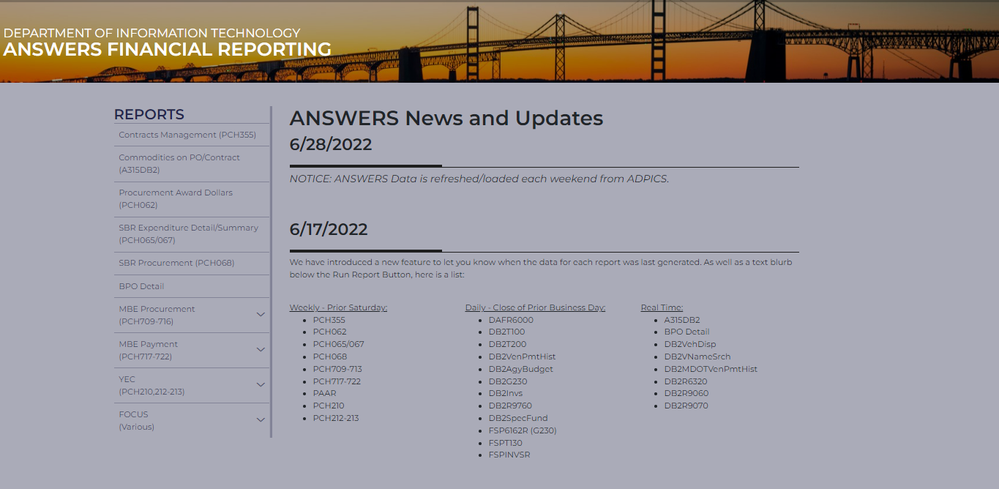 DEPARTMENT OF INFORMATION TECHNOLOGY
ANSWERS FINANCIAL REPORTING
REPORTS
Contracts Management (PCH355)
Commodities on PO/Contract
(A315DB2)
Procurement Award Dollars
(PCH062)
SBR Expenditure Detail/Summary
(PCH065/067)
SBR Procurement (PCH068)
BPO Detail
MBE Procurement
(PCH709-716)
MBE Payment
(PCH717-722)
YEC
(PCH210,212-213)
FOCUS
(Various)
ANSWERS News and Updates
6/28/2022
NOTICE: ANSWERS Data is refreshed/loaded each weekend from ADPICS.
6/17/2022
We have introduced a new feature to let you know when the data for each report was last generated. As well as a text blurb
below the Run Report Button, here is a list:
Weekly - Prior Saturday:
PCH355
PCH062
PCH065/067
PCH068
PCH709-713
PCH717-722
PAAR
PCH210
PCH212-213
Daily - Close of Prior Business Day:
DAFR6000
DB2T100
DB2T200
DB2VenPmtHist
DB2AgyBudget
DB2G230
DB2Invs
DB2R9760
DB2SpecFund
FSP6162R (G230)
FSPT130
FSPINVSR
Real Time:
A315DB2
BPO Detail
DB2VehDisp
DB2VNameSrch
DB2MDOTVenPmtHist
DB2R6320
DB2R9060
DB2R9070